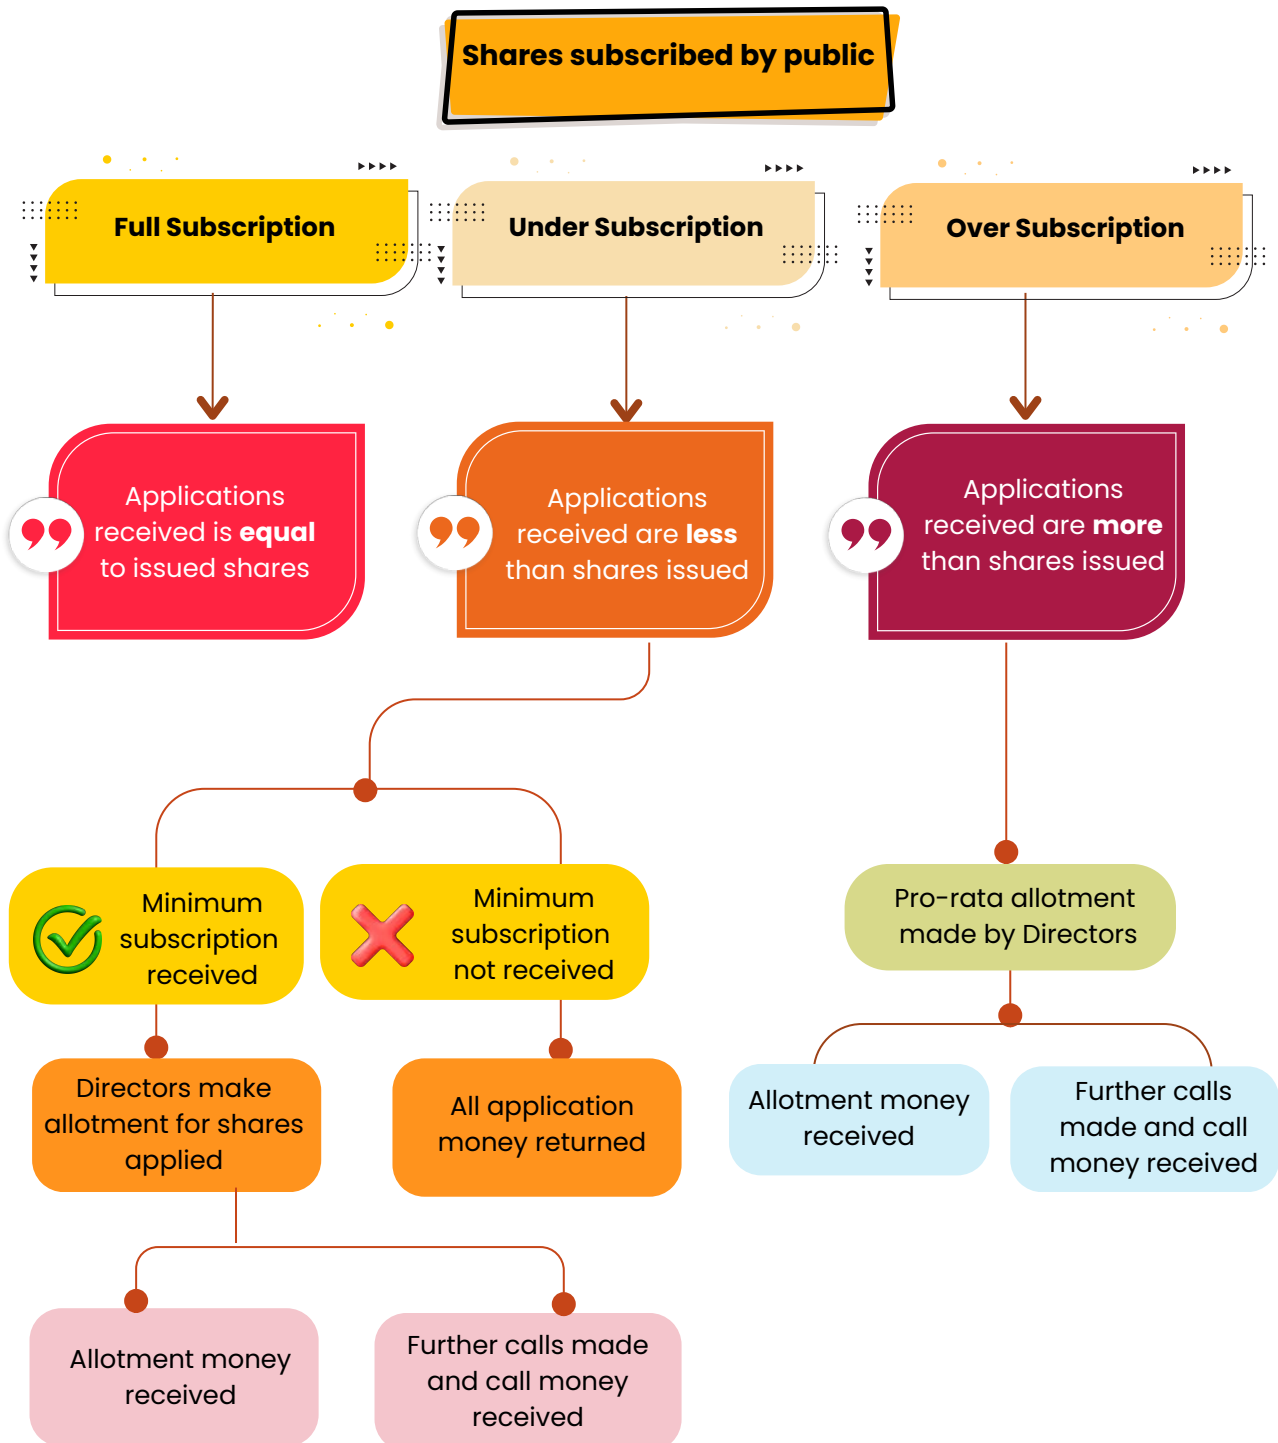 Shares subscribed by public
Full Subscription
Under Subscription
Over Subscription
Applications
received is equal
to issued shares
Applications
received are less
than shares issued
Applications
received are more
than shares issued
Minimum
subscription
received
Minimum
subscription
not received
Pro-rata allotment
made by Directors
Directors make
allotment for shares
applied
All application
money returned
Allotment money
received
Further calls
made and call
money received
Allotment money
received
Further calls made
and call money
received